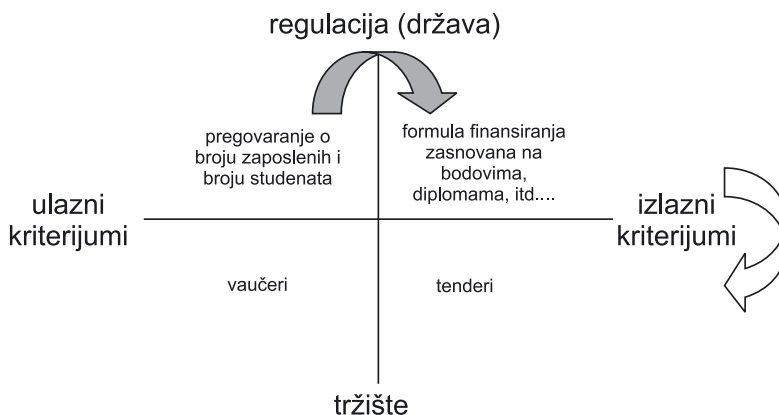 regulacija (država)
pregovaranje o
broju zaposlenih i
broju studenata
formula finansiranja
zasnovana na
bodovima,
diplomama, itd....
ulazni
kriterijumi
izlazni
kriterijumi
vaučeri
tenderi
tržište